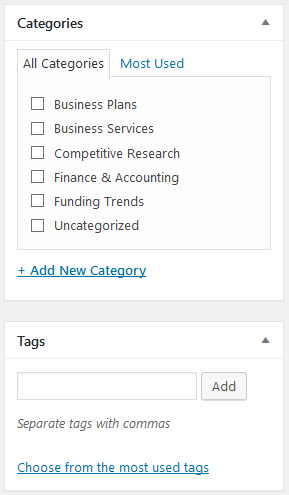 Categories
All Categories Most Used
Business Plans
Business Services
Competitive Research
Finance & Accounting
Funding Trends
Uncategorized
+ Add New Category
Tags
Add
Separate tags with commas
Choose from the most used tags